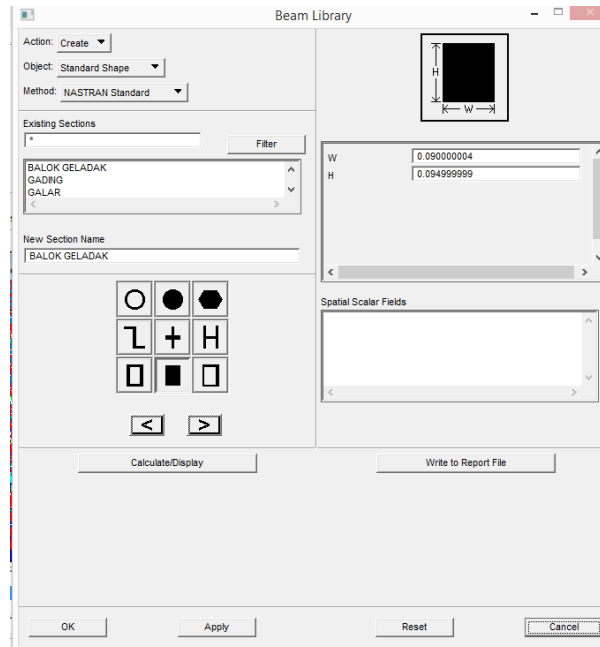 Beam Library
Action: Create
Object: Standard Shape
Method: NASTRAN Standard
Existing Sections
*
Filter
BALOK GELADAK
GADING
GALAR
New Section Name
BALOK GELADAK
< >
Calculate/Display
H
W
W 0.090000004
H 0.094999999
Spatial Scalar Fields
Write to Report File
OK Apply Reset Cancel